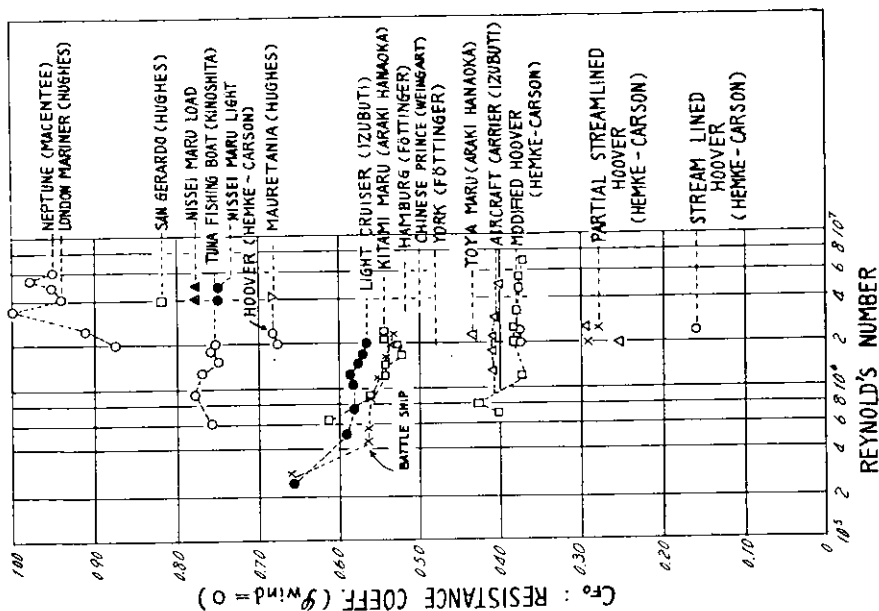 C_Fo : RESISTANCE COEFF. (φwind = 0)
1.00
0.90
0.80
0.70
0.60
0.50
0.40
0.30
0.20
0.10
0
NEPTUNE (MACENTEE)
LONDON MARINER (HUGHES)
SAN GERARDO (HUGHES)
NISSEI MARU LOAD
TUNA FISHING BOAT (KINOSHITA)
NISSEI MARU LIGHT
HOOVER (HEMKE-CARSON)
MAURETANIA (HUGHES)
LIGHT CRUISER (IZUBUTI)
KITAMI MARU (ARAKI HANAOKA)
HAMBURG (FÖTTINGER)
CHINESE PRINCE (WEINGART)
YORK (FÖTTINGER)
BATTLE SHIP
TOYA MARU (ARAKI HANAOKA)
AIRCRAFT CARRIER (IZUBUTI)
MODIFIED HOOVER
(HEMKE-CARSON)
PARTIAL STREAMLINED
HOOVER
(HEMKE-CARSON)
STREAM LINED
HOOVER
(HEMKE-CARSON)
10⁵ 2 4 6 8 10⁶ 2 4 6 8 10⁷
REYNOLD'S NUMBER